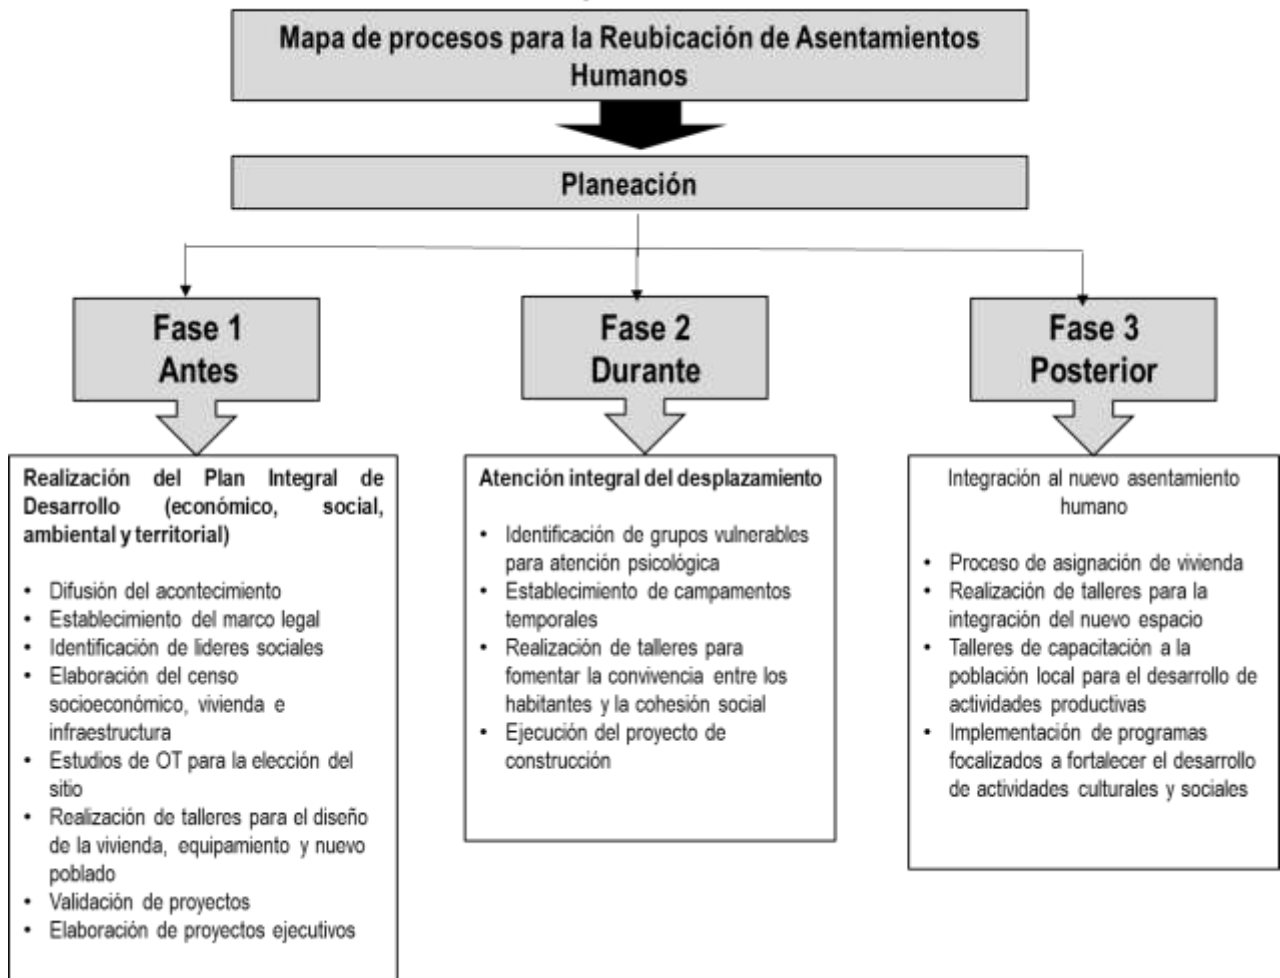 Mapa de procesos para la Reubicación de Asentamientos
Humanos
Planeación
Fase 1
Antes
Realización del Plan Integral de
Desarrollo (económico, social,
ambiental y territorial)
• Difusión del acontecimiento
• Establecimiento del marco legal
• Identificación de lideres sociales
• Elaboración del censo
socioeconómico, vivienda e
infraestructura
• Estudios de OT para la elección del
sitio
• Realización de talleres para el diseño
de la vivienda, equipamiento y nuevo
poblado
• Validación de proyectos
• Elaboración de proyectos ejecutivos
Fase 2
Durante
Atención integral del desplazamiento
• Identificación de grupos vulnerables
para atención psicológica
• Establecimiento de campamentos
temporales
• Realización de talleres para
fomentar la convivencia entre los
habitantes y la cohesión social
• Ejecución del proyecto de
construcción
Fase 3
Posterior
Integración al nuevo asentamiento
humano
• Proceso de asignación de vivienda
• Realización de talleres para la
integración del nuevo espacio
• Talleres de capacitación a la
población local para el desarrollo de
actividades productivas
• Implementación de programas
focalizados a fortalecer el desarrollo
de actividades culturales y sociales